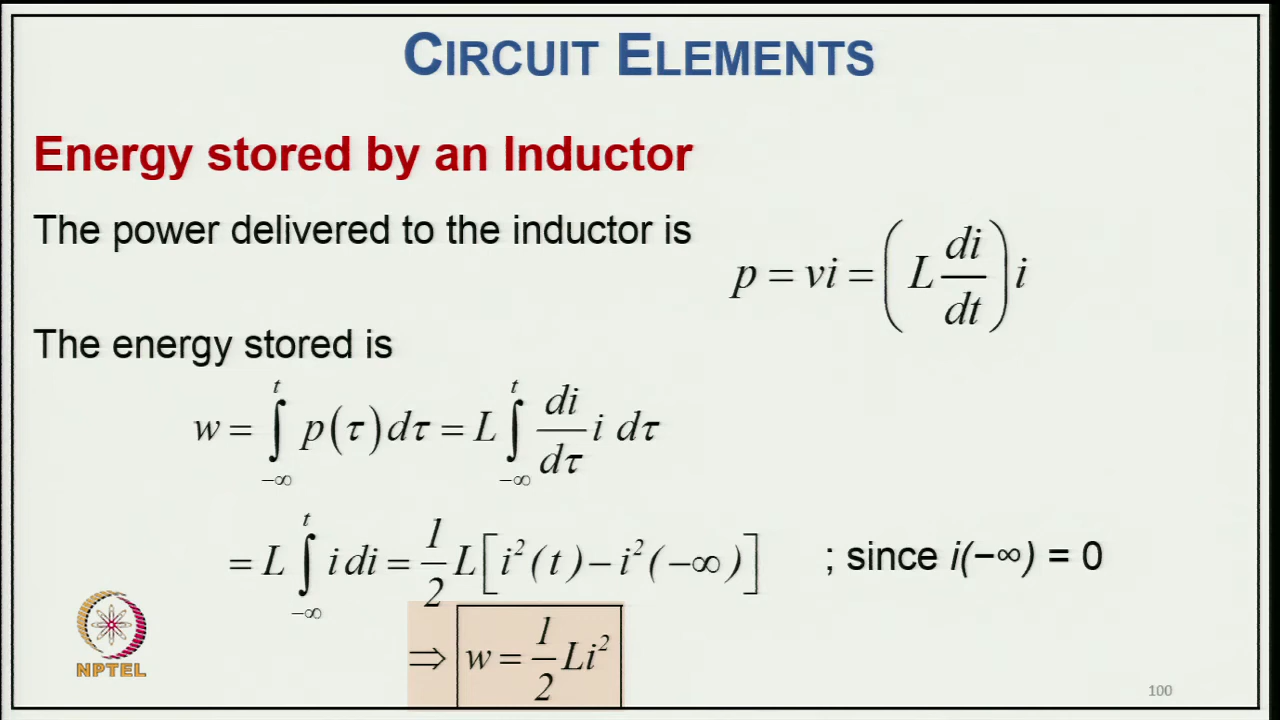 CIRCUIT ELEMENTS
Energy stored by an Inductor
The power delivered to the inductor is p = vi = (L di/dt) i
The energy stored is
w = ∫_{-∞}^{t} p(τ)dτ = L ∫_{-∞}^{t} di/dτ i dτ
= L ∫_{-∞}^{t} i di = 1/2 L[i²(t) − i²(−∞)] ; since i(−∞) = 0
⇒ w = 1/2 Li²
NPTEL
100